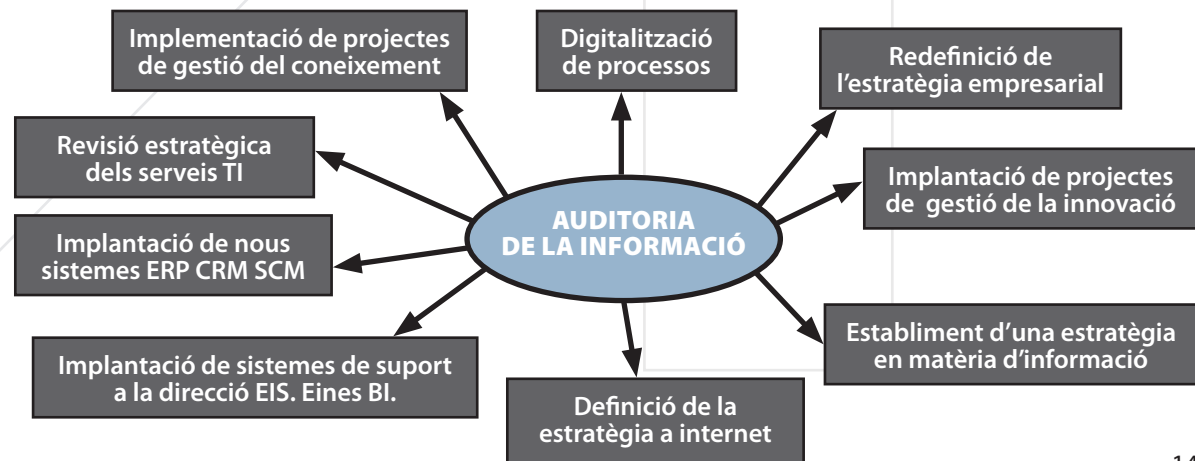 Implementació de projectes
de gestió del coneixement
Digitalització
de processos
Redefinició de
l’estratègia empresarial
Revisió estratègica
dels serveis TI
Implantació de projectes
de gestió de la innovació
AUDITORIA
DE LA INFORMACIÓ
Implantació de nous
sistemes ERP CRM SCM
Establiment d’una estratègia
en matèria d’informació
Implantació de sistemes de suport
a la direcció EIS. Eines BI.
Definició de la
estratègia a internet